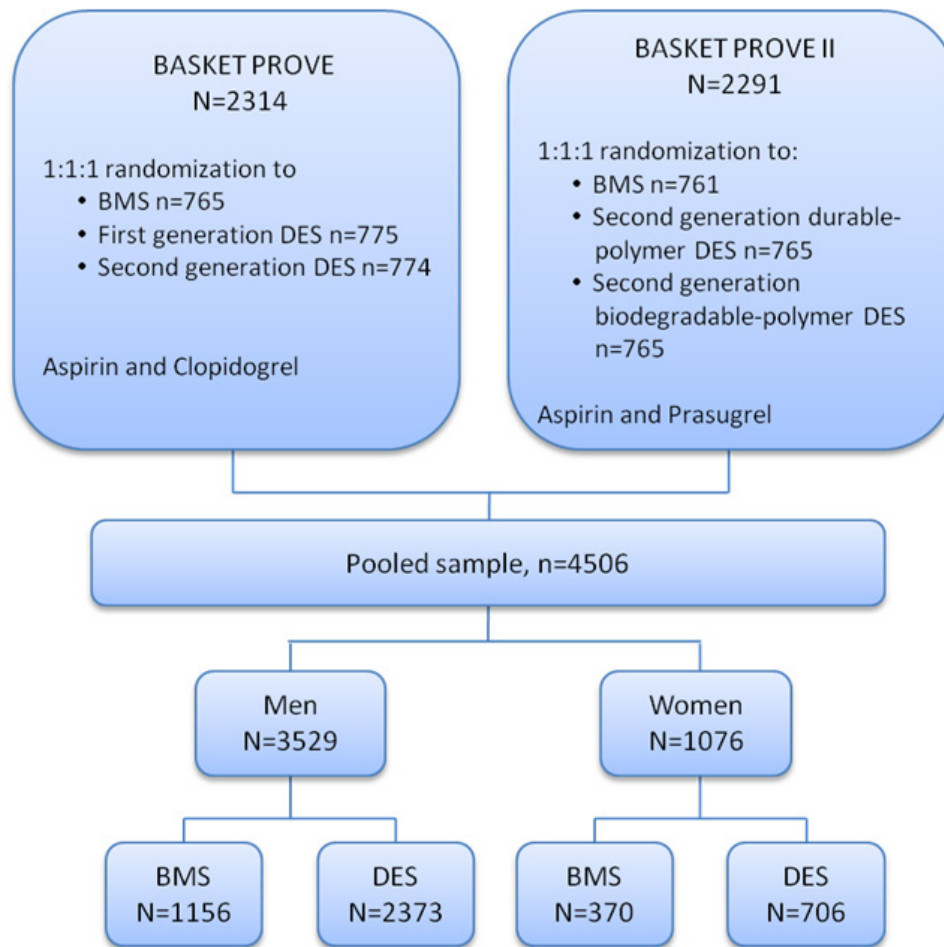 BASKET PROVE
N=2314
1:1:1 randomization to
• BMS n=765
• First generation DES n=775
• Second generation DES n=774
Aspirin and Clopidogrel
BASKET PROVE II
N=2291
1:1:1 randomization to:
• BMS n=761
• Second generation durable-
polymer DES n=765
• Second generation
biodegradable-polymer DES
n=765
Aspirin and Prasugrel
Pooled sample, n=4506
Men
N=3529
Women
N=1076
BMS
N=1156
DES
N=2373
BMS
N=370
DES
N=706